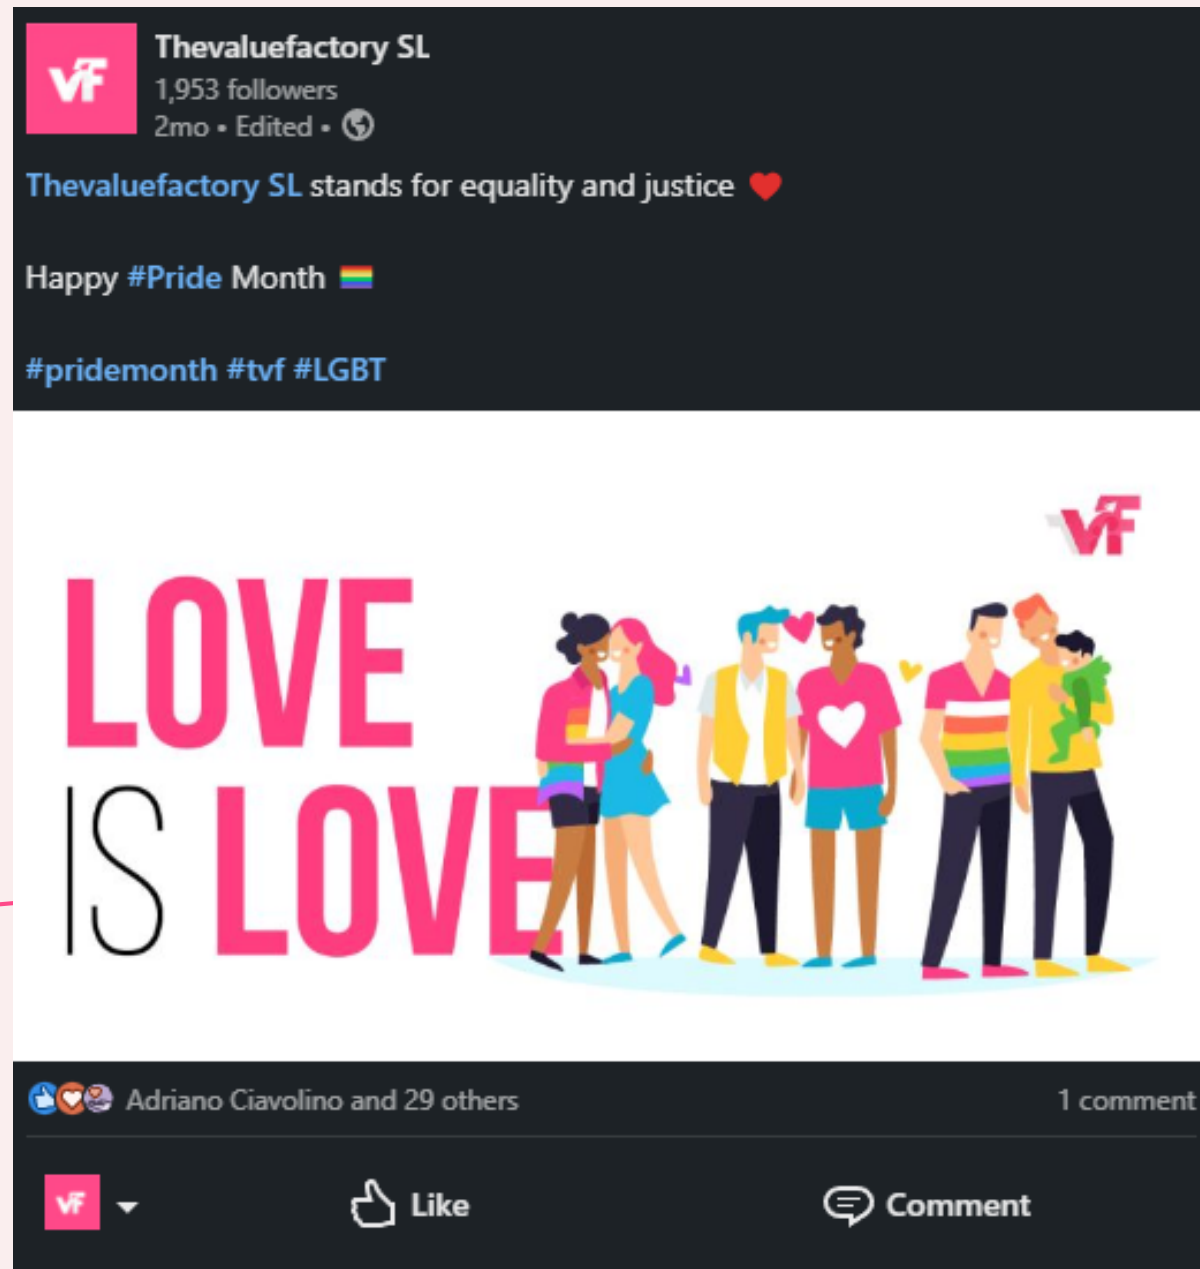 VF
Thevaluefactory SL
1,953 followers
2mo • Edited •
Thevaluefactory SL stands for equality and justice ❤️
Happy #Pride Month 🏳️‍🌈
#pridemonth #tvf #LGBT
TVF
LOVE
IS LOVE
Adriano Ciavolino and 29 others
1 comment
VF
Like
Comment